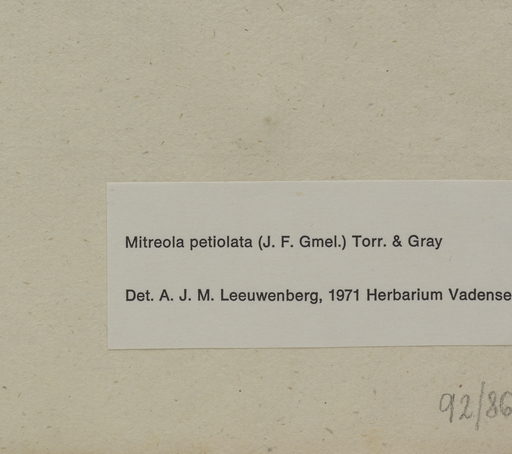 Mitreola petiolata (J. F. Gmel.) Torr. & Gray
Det. A. J. M. Leeuwenberg, 1971 Herbarium Vadense
92/86